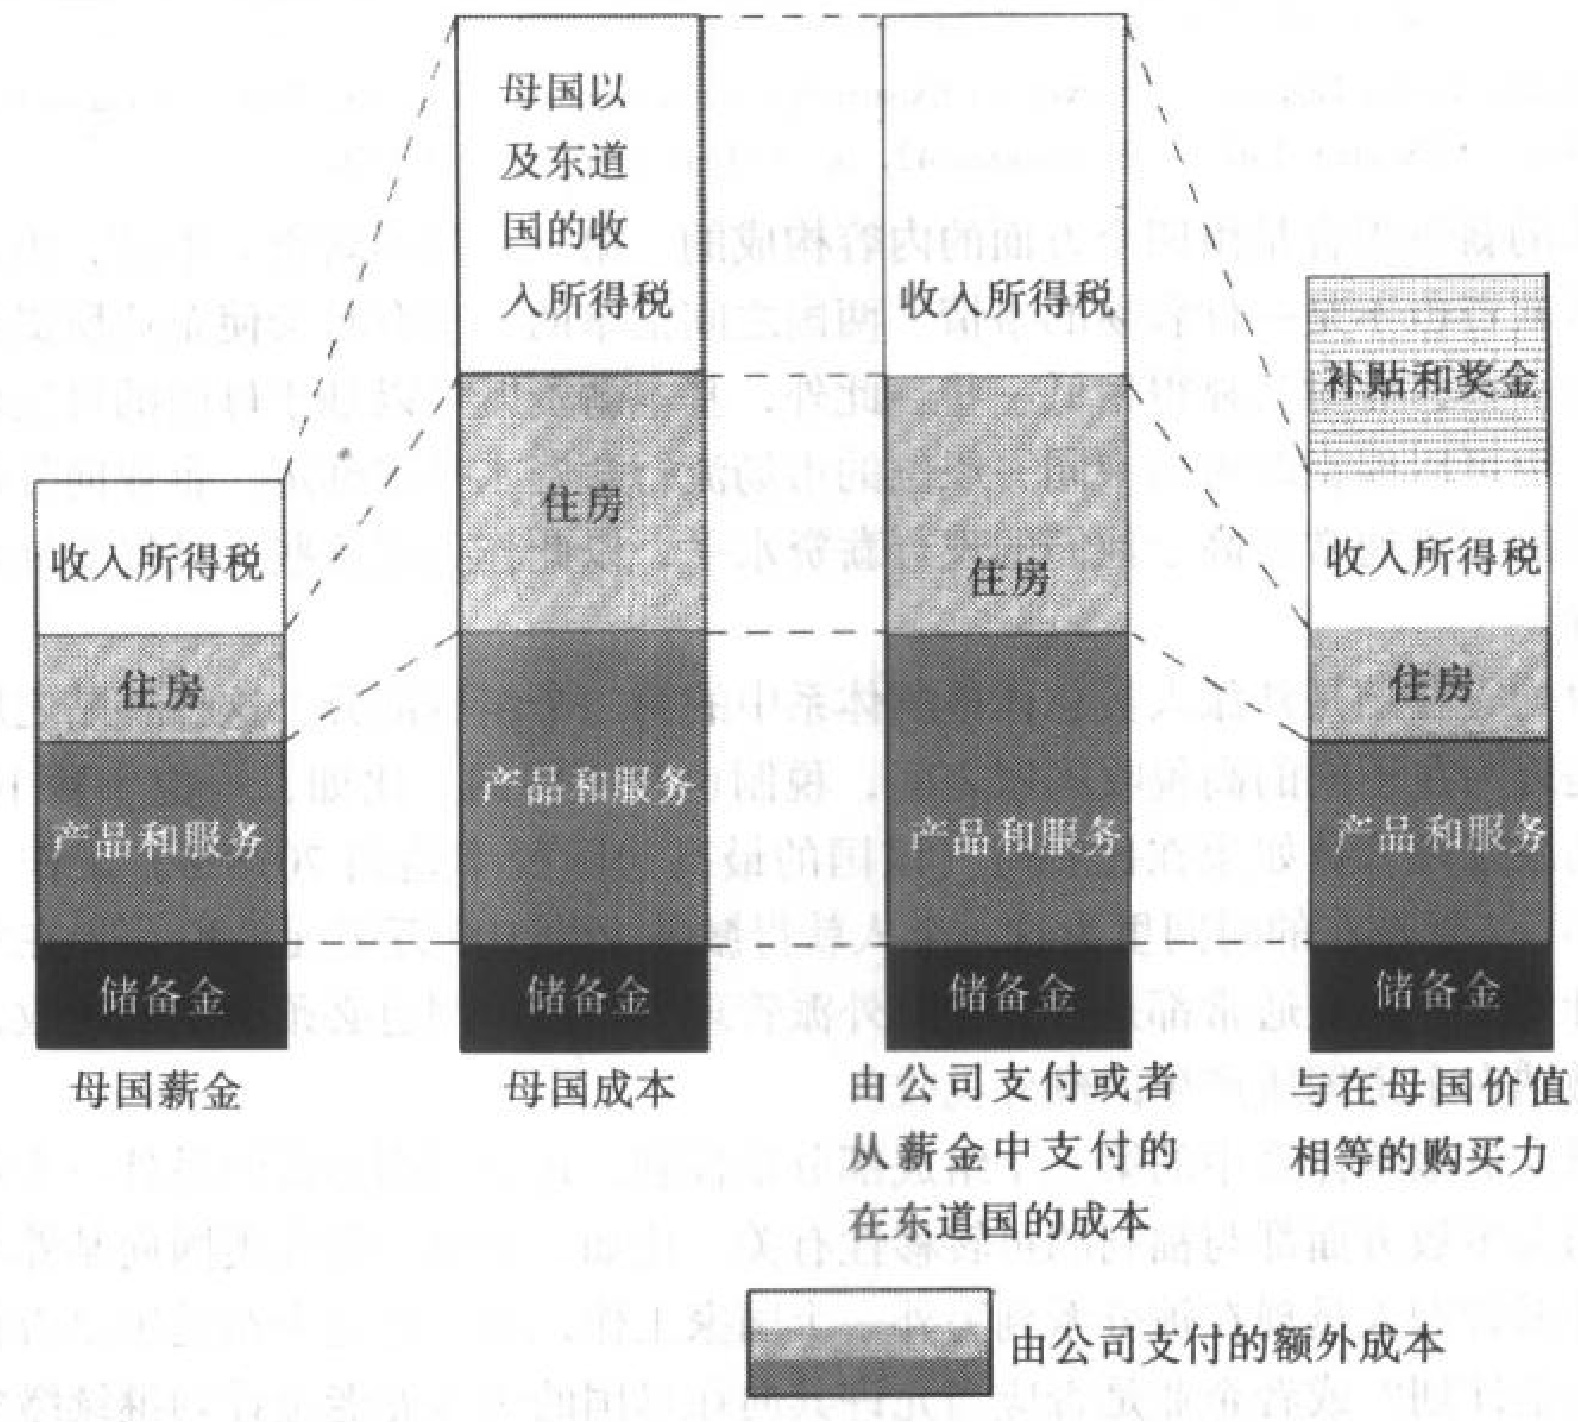 母国以
及东道
国的收
入所得税
住房
产品和服务
储备金
母国成本
收入所得税
住房
产品和服务
储备金
母国薪金
收入所得税
住房
产品和服务
储备金
由公司支付或者
从薪金中支付的
在东道国的成本
补贴和奖金
收入所得税
住房
产品和服务
储备金
与在母国价值
相等的购买力
由公司支付的额外成本